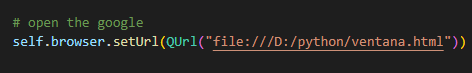 # open the google
self.browser.setUrl(QUrl("file:///D:/python/ventana.html"))